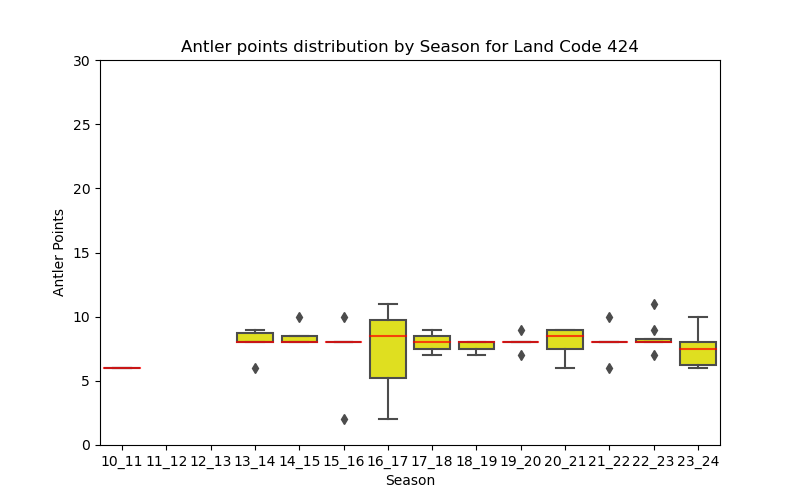 Antler points distribution by Season for Land Code 424
Antler Points
30
25
20
15
10
5
0
10_11 11_12 12_13 13_14 14_15 15_16 16_17 17_18 18_19 19_20 20_21 21_22 22_23 23_24
Season